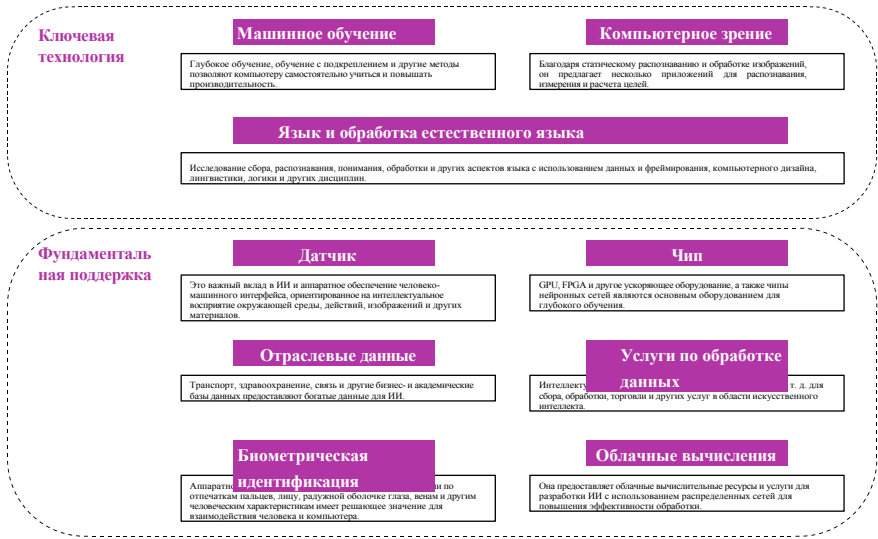 Ключевая
технология
Машинное обучение
Глубокое обучение, обучение с подкреплением и другие методы
позволяют компьютеру самостоятельно учиться и повышать
производительность.
Компьютерное зрение
Благодаря статическому распознаванию и обработке изображений,
он предлагает несколько приложений для распознавания,
измерения и расчета целей.
Язык и обработка естественного языка
Исследование сбора, распознавания, понимания, обработки и других аспектов языка с использованием данных и фреймирования, компьютерного дизайна,
лингвистики, логики и других дисциплин.
Фундаменталь
ная поддержка
Датчик
Это важный вклад в ИИ и аппаратное обеспечение человеко-
машинного интерфейса, ориентированное на интеллектуальное
восприятие окружающей среды, действий, изображений и других
материалов.
Чип
GPU, FPGA и другое ускоряющее оборудование, а также чипы
нейронных сетей являются основным оборудованием для
глубокого обучения.
Отраслевые данные
Транспорт, здравоохранение, связь и другие бизнес- и академические
базы данных предоставляют богатые данные для ИИ.
Услуги по обработке
данных
т. д. для
сбора, обработки, торговли и других услуг в области искусственного
интеллекта.
Биометрическая
идентификация
по
отпечаткам пальцев, лицу, радужной оболочке глаза, венам и другим
человеческим характеристикам имеет решающее значение для
взаимодействия человека и компьютера.
Облачные вычисления
Она предоставляет облачные вычислительные ресурсы и услуги для
разработки ИИ с использованием распределенных сетей для
повышения эффективности обработки.